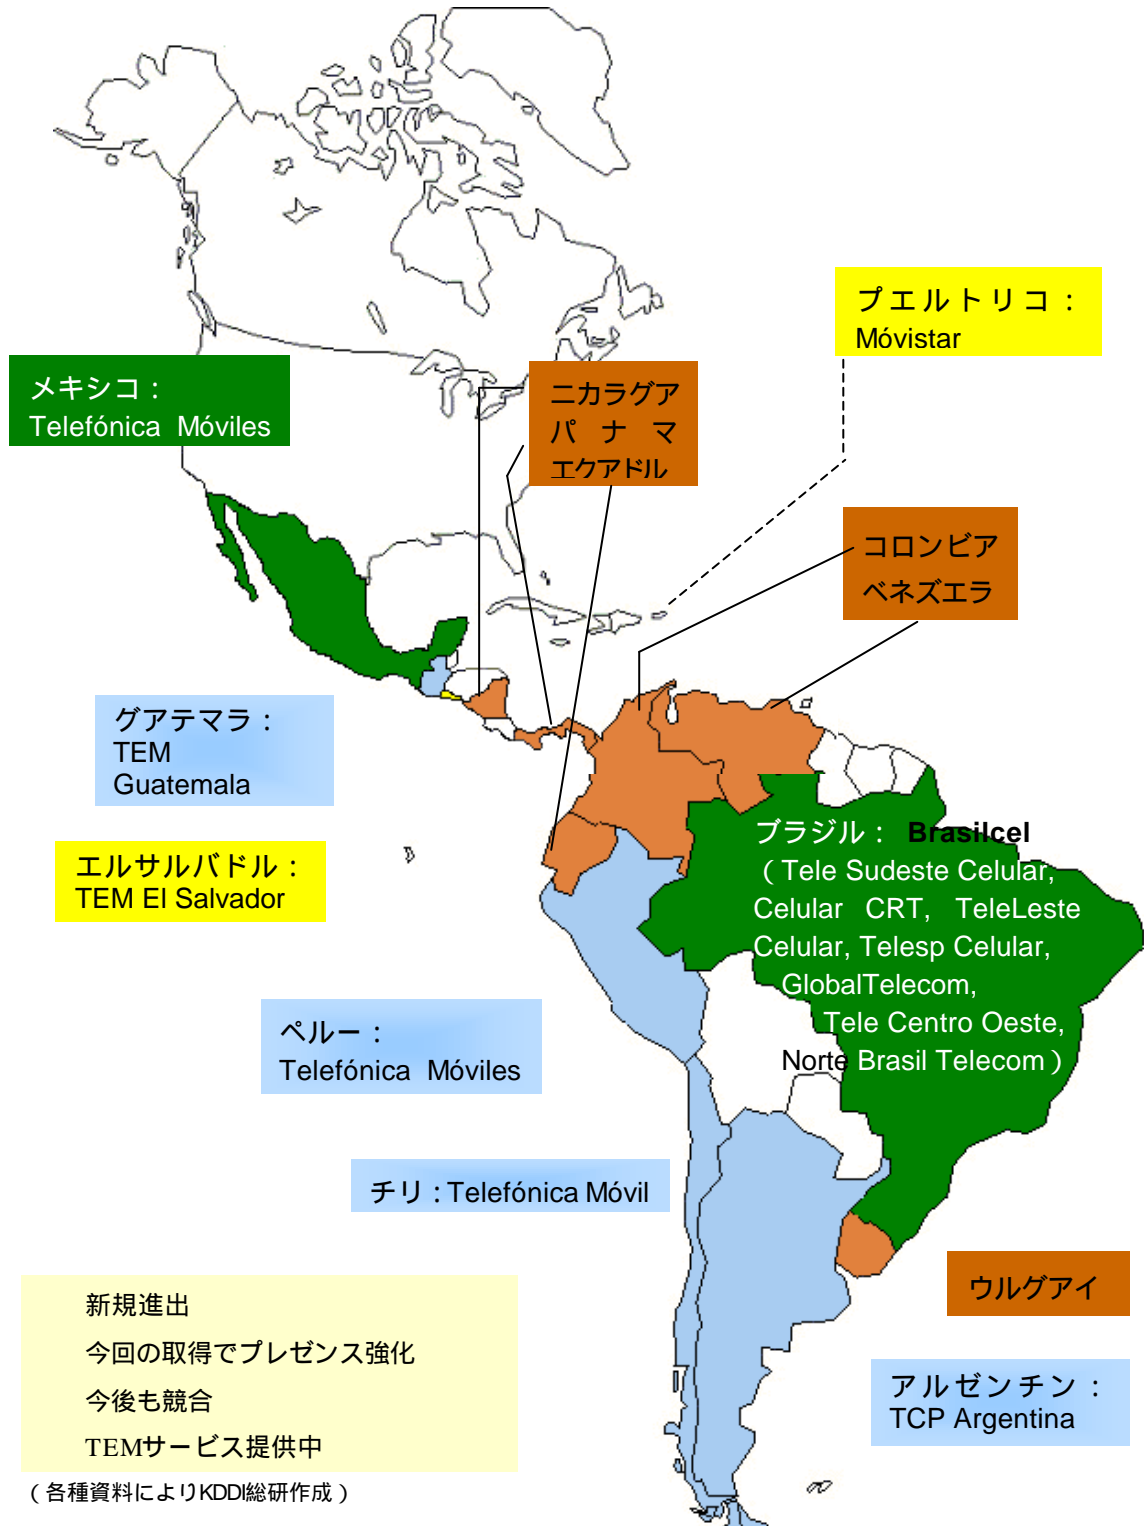 プエルトリコ：
Móvistar
メキシコ：
Telefónica Móviles
ニカラグア
パナマ
エクアドル
コロンビア
ベネズエラ
グアテマラ：
TEM
Guatemala
エルサルバドル：
TEM El Salvador
ブラジル： Brasilcel
（Tele Sudeste Celular,
Celular CRT, TeleLeste
Celular, Telesp Celular,
GlobalTelecom,
Tele Centro Oeste,
Norte Brasil Telecom）
ペルー：
Telefónica Móviles
チリ：Telefónica Móvil
ウルグアイ
アルゼンチン：
TCP Argentina
新規進出
今回の取得でプレゼンス強化
今後も競合
TEMサービス提供中
（各種資料によりKDDI総研作成）